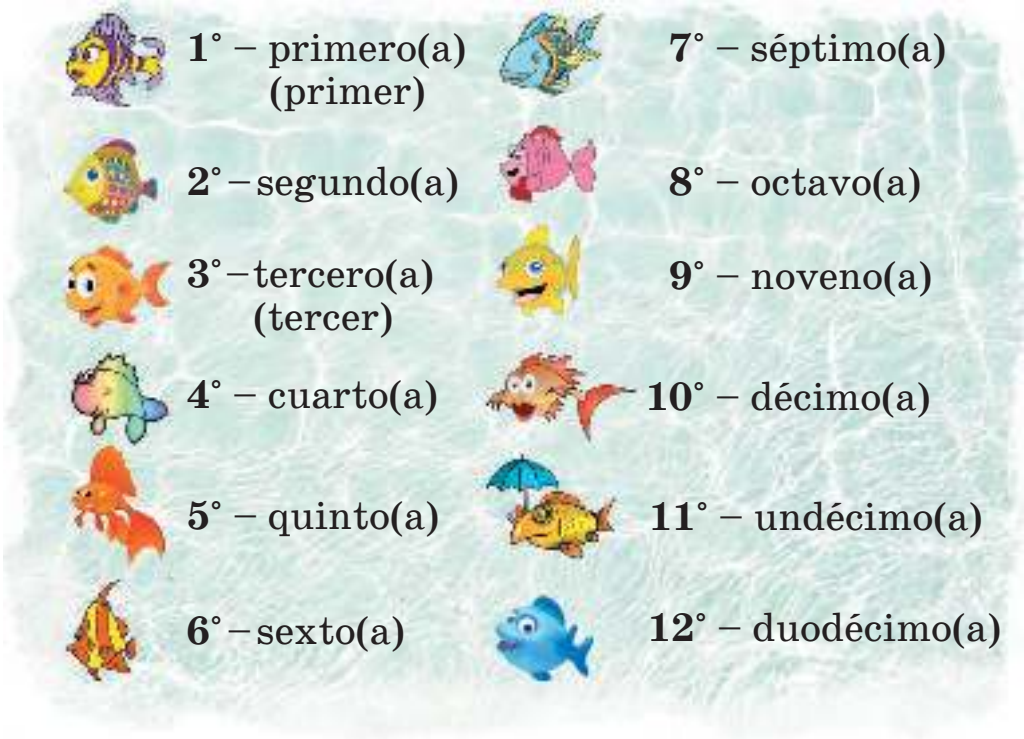 1° – primero(a)
(primer)
2° – segundo(a)
3° – tercero(a)
(tercer)
4° – cuarto(a)
5° – quinto(a)
6° – sexto(a)
7° – séptimo(a)
8° – octavo(a)
9° – noveno(a)
10° – décimo(a)
11° – undécimo(a)
12° – duodécimo(a)